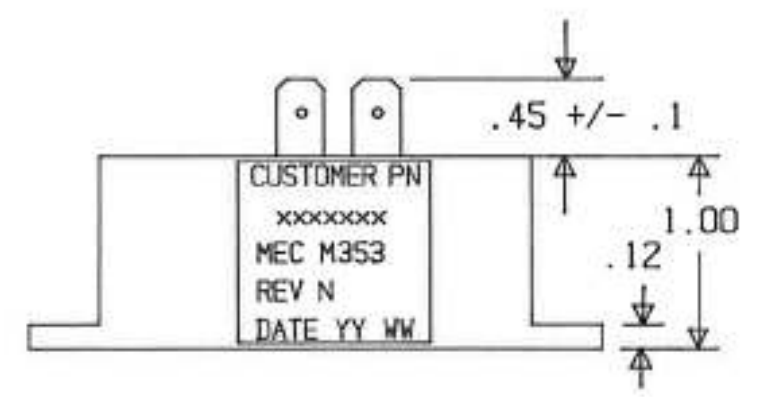 .45 +/- .1
CUSTOMER PN
xxxxxxx
MEC M353
REV N
DATE YY WW
1.00
.12